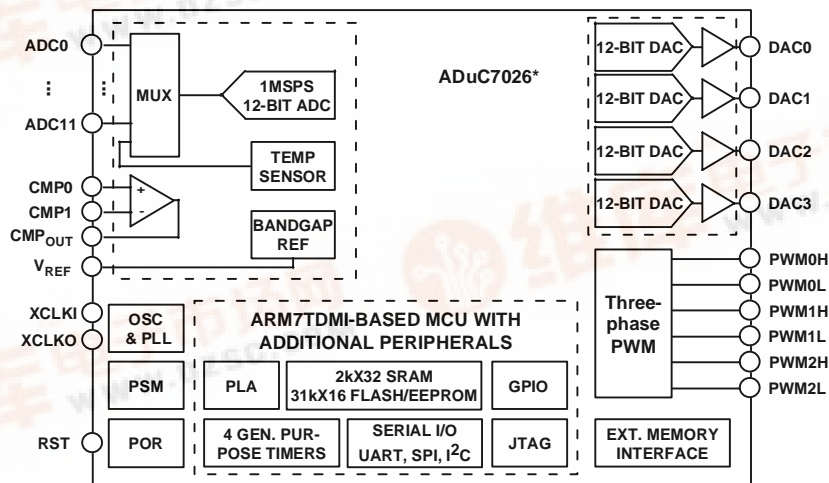 ADC0
ADC11
CMP0
CMP1
CMPOUT
VREF
XCLKI
XCLKO
RST
MUX
1MSPS
12-BIT ADC
TEMP
SENSOR
+
-
BANDGAP
REF
ADuC7026*
12-BIT DAC
DAC0
12-BIT DAC
DAC1
12-BIT DAC
DAC2
12-BIT DAC
DAC3
Three-
phase
PWM
PWM0H
PWM0L
PWM1H
PWM1L
PWM2H
PWM2L
OSC
& PLL
PSM
POR
ARM7TDMI-BASED MCU WITH
ADDITIONAL PERIPHERALS
PLA
2kX32 SRAM
31kX16 FLASH/EEPROM
GPIO
4 GEN. PUR-
POSE TIMERS
SERIAL I/O
UART, SPI, I2C
JTAG
EXT. MEMORY
INTERFACE